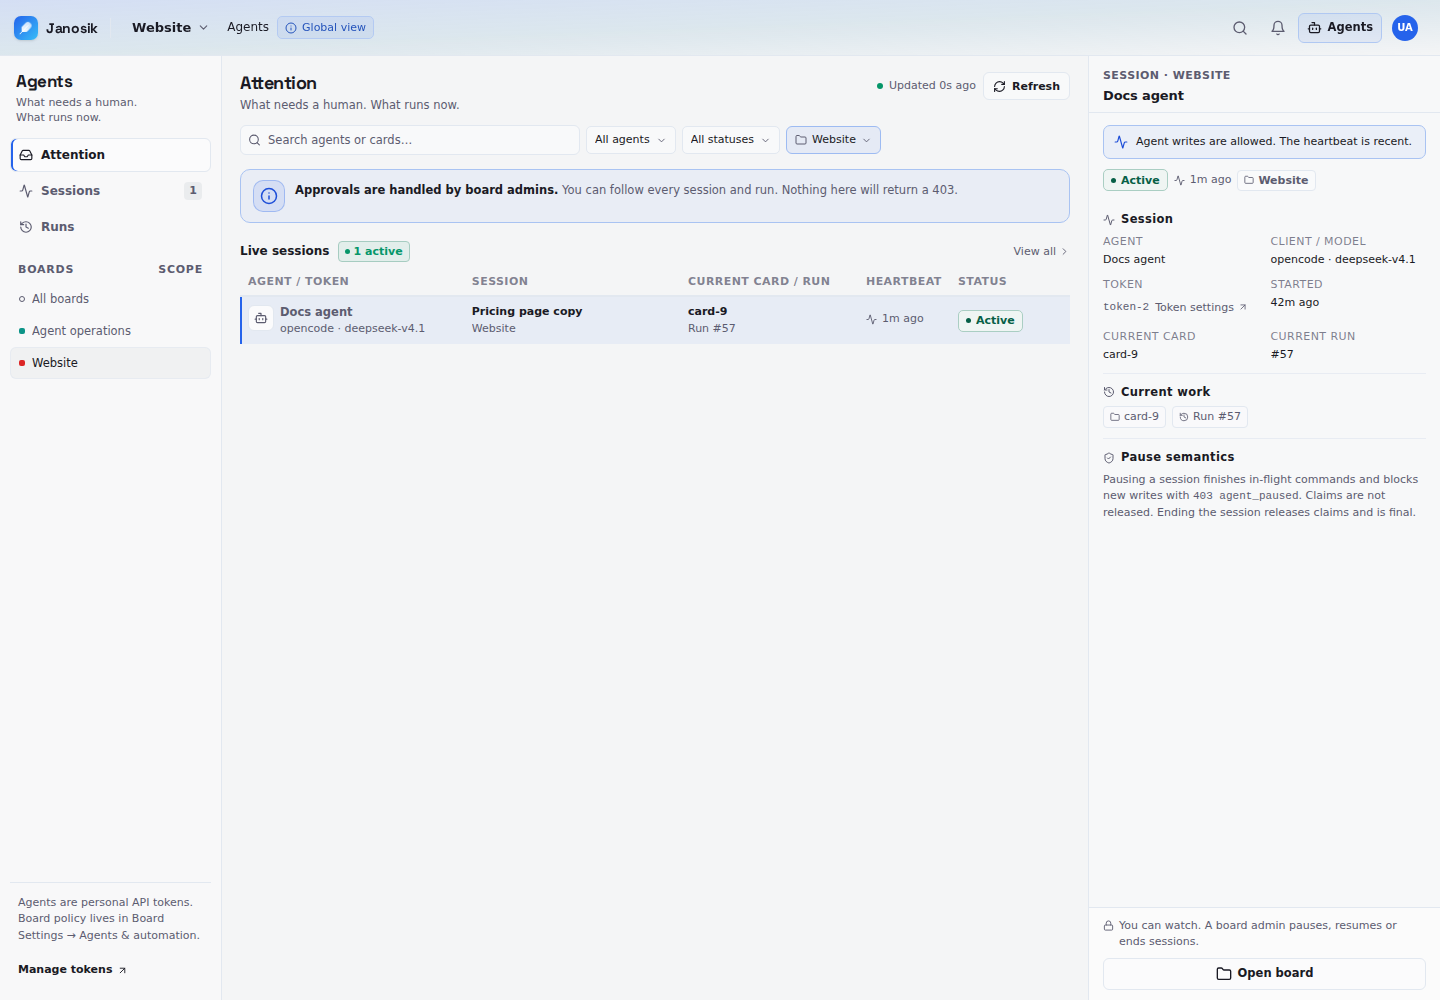 Janosik
Website
Agents
Global view
Agents
UA
Agents
What needs a human.
What runs now.
Attention
Sessions
1
Runs
BOARDS
SCOPE
All boards
Agent operations
Website
Agents are personal API tokens.
Board policy lives in Board
Settings → Agents & automation.
Manage tokens
Attention
What needs a human. What runs now.
Updated 0s ago
Refresh
Search agents or cards...
All agents
All statuses
Website
Approvals are handled by board admins. You can follow every session and run. Nothing here will return a 403.
Live sessions
1 active
View all
AGENT / TOKEN
SESSION
CURRENT CARD / RUN
HEARTBEAT
STATUS
Docs agent
opencode · deepseek-v4.1
Pricing page copy
Website
card-9
Run #57
1m ago
Active
SESSION · WEBSITE
Docs agent
Agent writes are allowed. The heartbeat is recent.
Active
1m ago
Website
Session
AGENT
Docs agent
CLIENT / MODEL
opencode · deepseek-v4.1
TOKEN
token-2 Token settings
STARTED
42m ago
CURRENT CARD
card-9
CURRENT RUN
#57
Current work
card-9
Run #57
Pause semantics
Pausing a session finishes in-flight commands and blocks
new writes with 403 agent_paused. Claims are not
released. Ending the session releases claims and is final.
You can watch. A board admin pauses, resumes or
ends sessions.
Open board